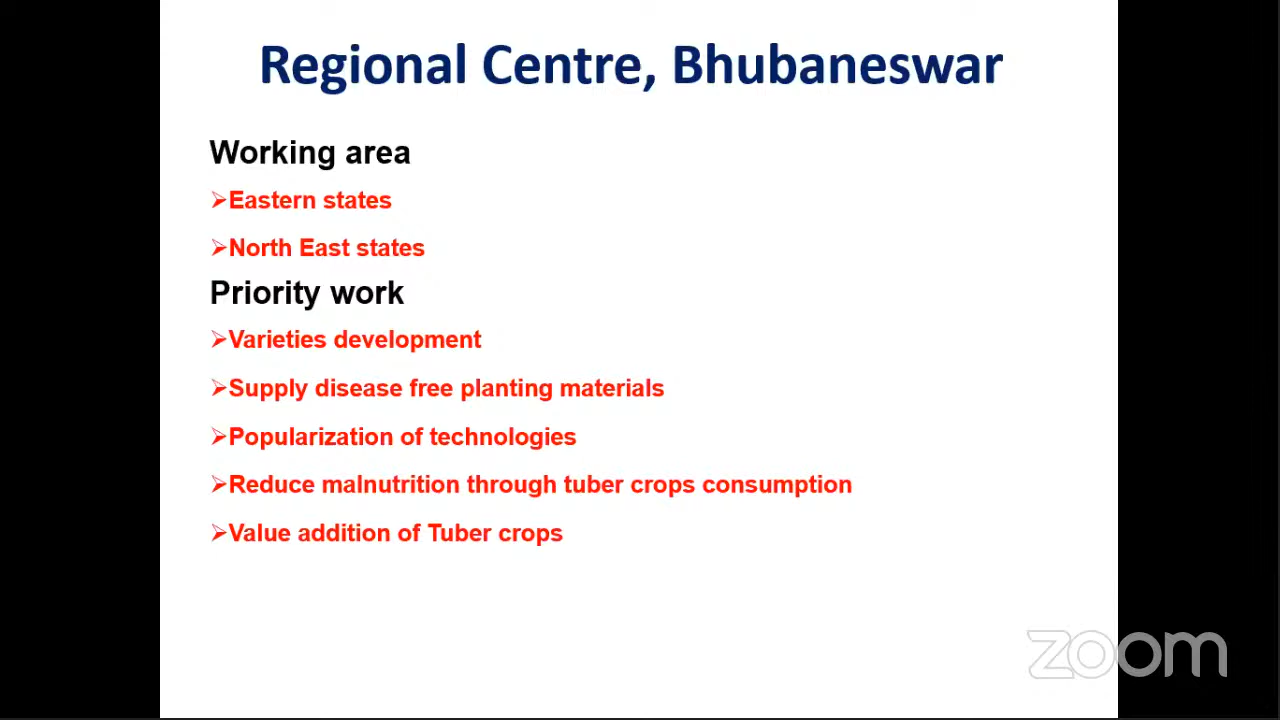 Regional Centre, Bhubaneswar
Working area
➢Eastern states
➢North East states
Priority work
➢Varieties development
➢Supply disease free planting materials
➢Popularization of technologies
➢Reduce malnutrition through tuber crops consumption
➢Value addition of Tuber crops
zoom